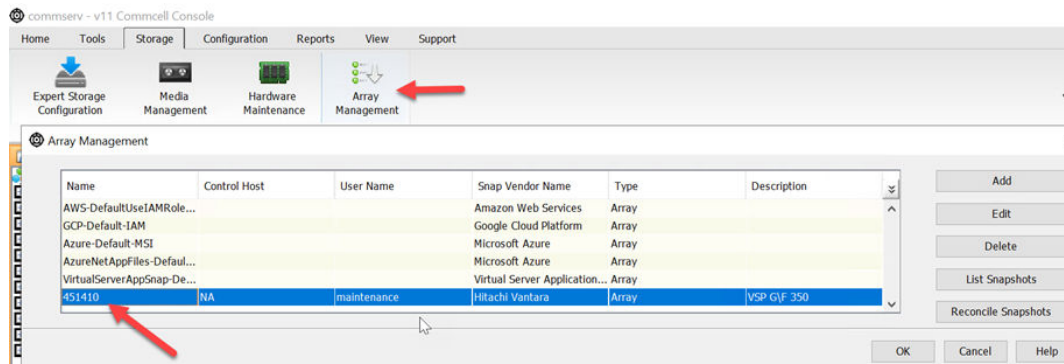 commserv - v11 Commcell Console
Home Tools Storage Configuration Reports View Support
Expert Storage Configuration
Media Management
Hardware Maintenance
Array Management
Array Management
Name Control Host User Name Snap Vendor Name Type Description
AWS-DefaultUseIAMRole... Amazon Web Services Array
GCP-Default-IAM Google Cloud Platform Array
Azure-Default-MSI Microsoft Azure Array
AzureNetAppFiles-Defaul... Microsoft Azure Array
VirtualServerAppSnap-De... Virtual Server Application... Array
451410 NA maintenance Hitachi Vantara Array VSP G\F 350
Add
Edit
Delete
List Snapshots
Reconcile Snapshots
OK Cancel Help